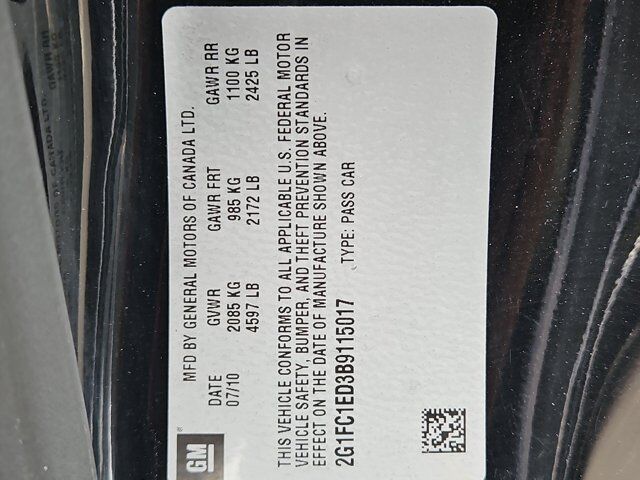 GM
MFD BY GENERAL MOTORS OF CANADA LTD.
DATE GVWR GAWR FRT GAWR RR
07/10 2085 KG 985 KG 1100 KG
4597 LB 2172 LB 2425 LB
THIS VEHICLE CONFORMS TO ALL APPLICABLE U.S. FEDERAL MOTOR
VEHICLE SAFETY, BUMPER, AND THEFT PREVENTION STANDARDS IN
EFFECT ON THE DATE OF MANUFACTURE SHOWN ABOVE.
2G1FC1ED3B9115017 TYPE: PASS CAR